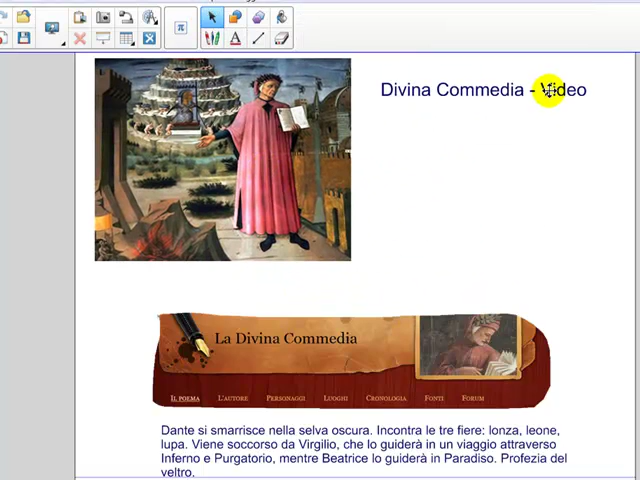 Divina Commedia - Video
La Divina Commedia
Il poema L'autore Personaggi Luoghi Cronologia Fonti Forum
Dante si smarrisce nella selva oscura. Incontra le tre fiere: lonza, leone,
lupa. Viene soccorso da Virgilio, che lo guiderà in un viaggio attraverso
Inferno e Purgatorio, mentre Beatrice lo guiderà in Paradiso. Profezia del
veltro.